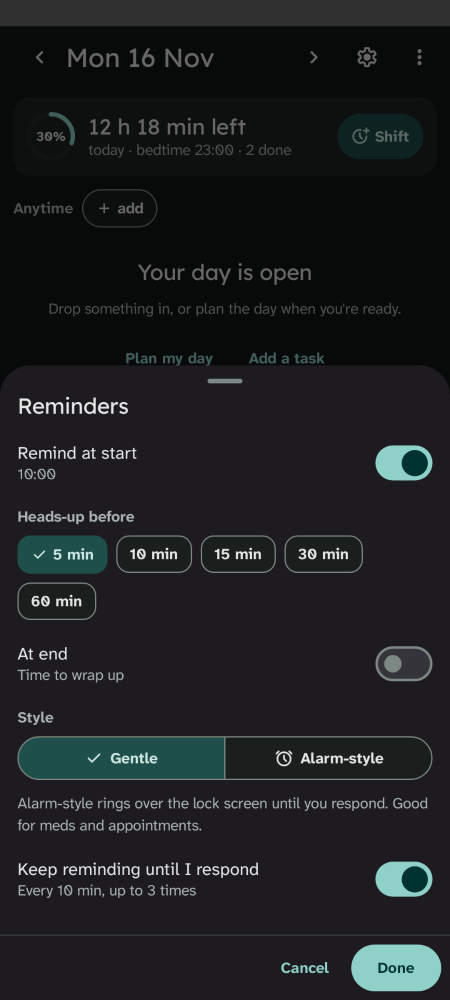 Mon 16 Nov
30%
12 h 18 min left
today · bedtime 23:00 · 2 done
Shift
Anytime
+ add
Your day is open
Drop something in, or plan the day when you're ready.
Plan my day
Add a task
Reminders
Remind at start
10:00
Heads-up before
5 min
10 min
15 min
30 min
60 min
At end
Time to wrap up
Style
Gentle
Alarm-style
Alarm-style rings over the lock screen until you respond. Good
for meds and appointments.
Keep reminding until I respond
Every 10 min, up to 3 times
Cancel
Done